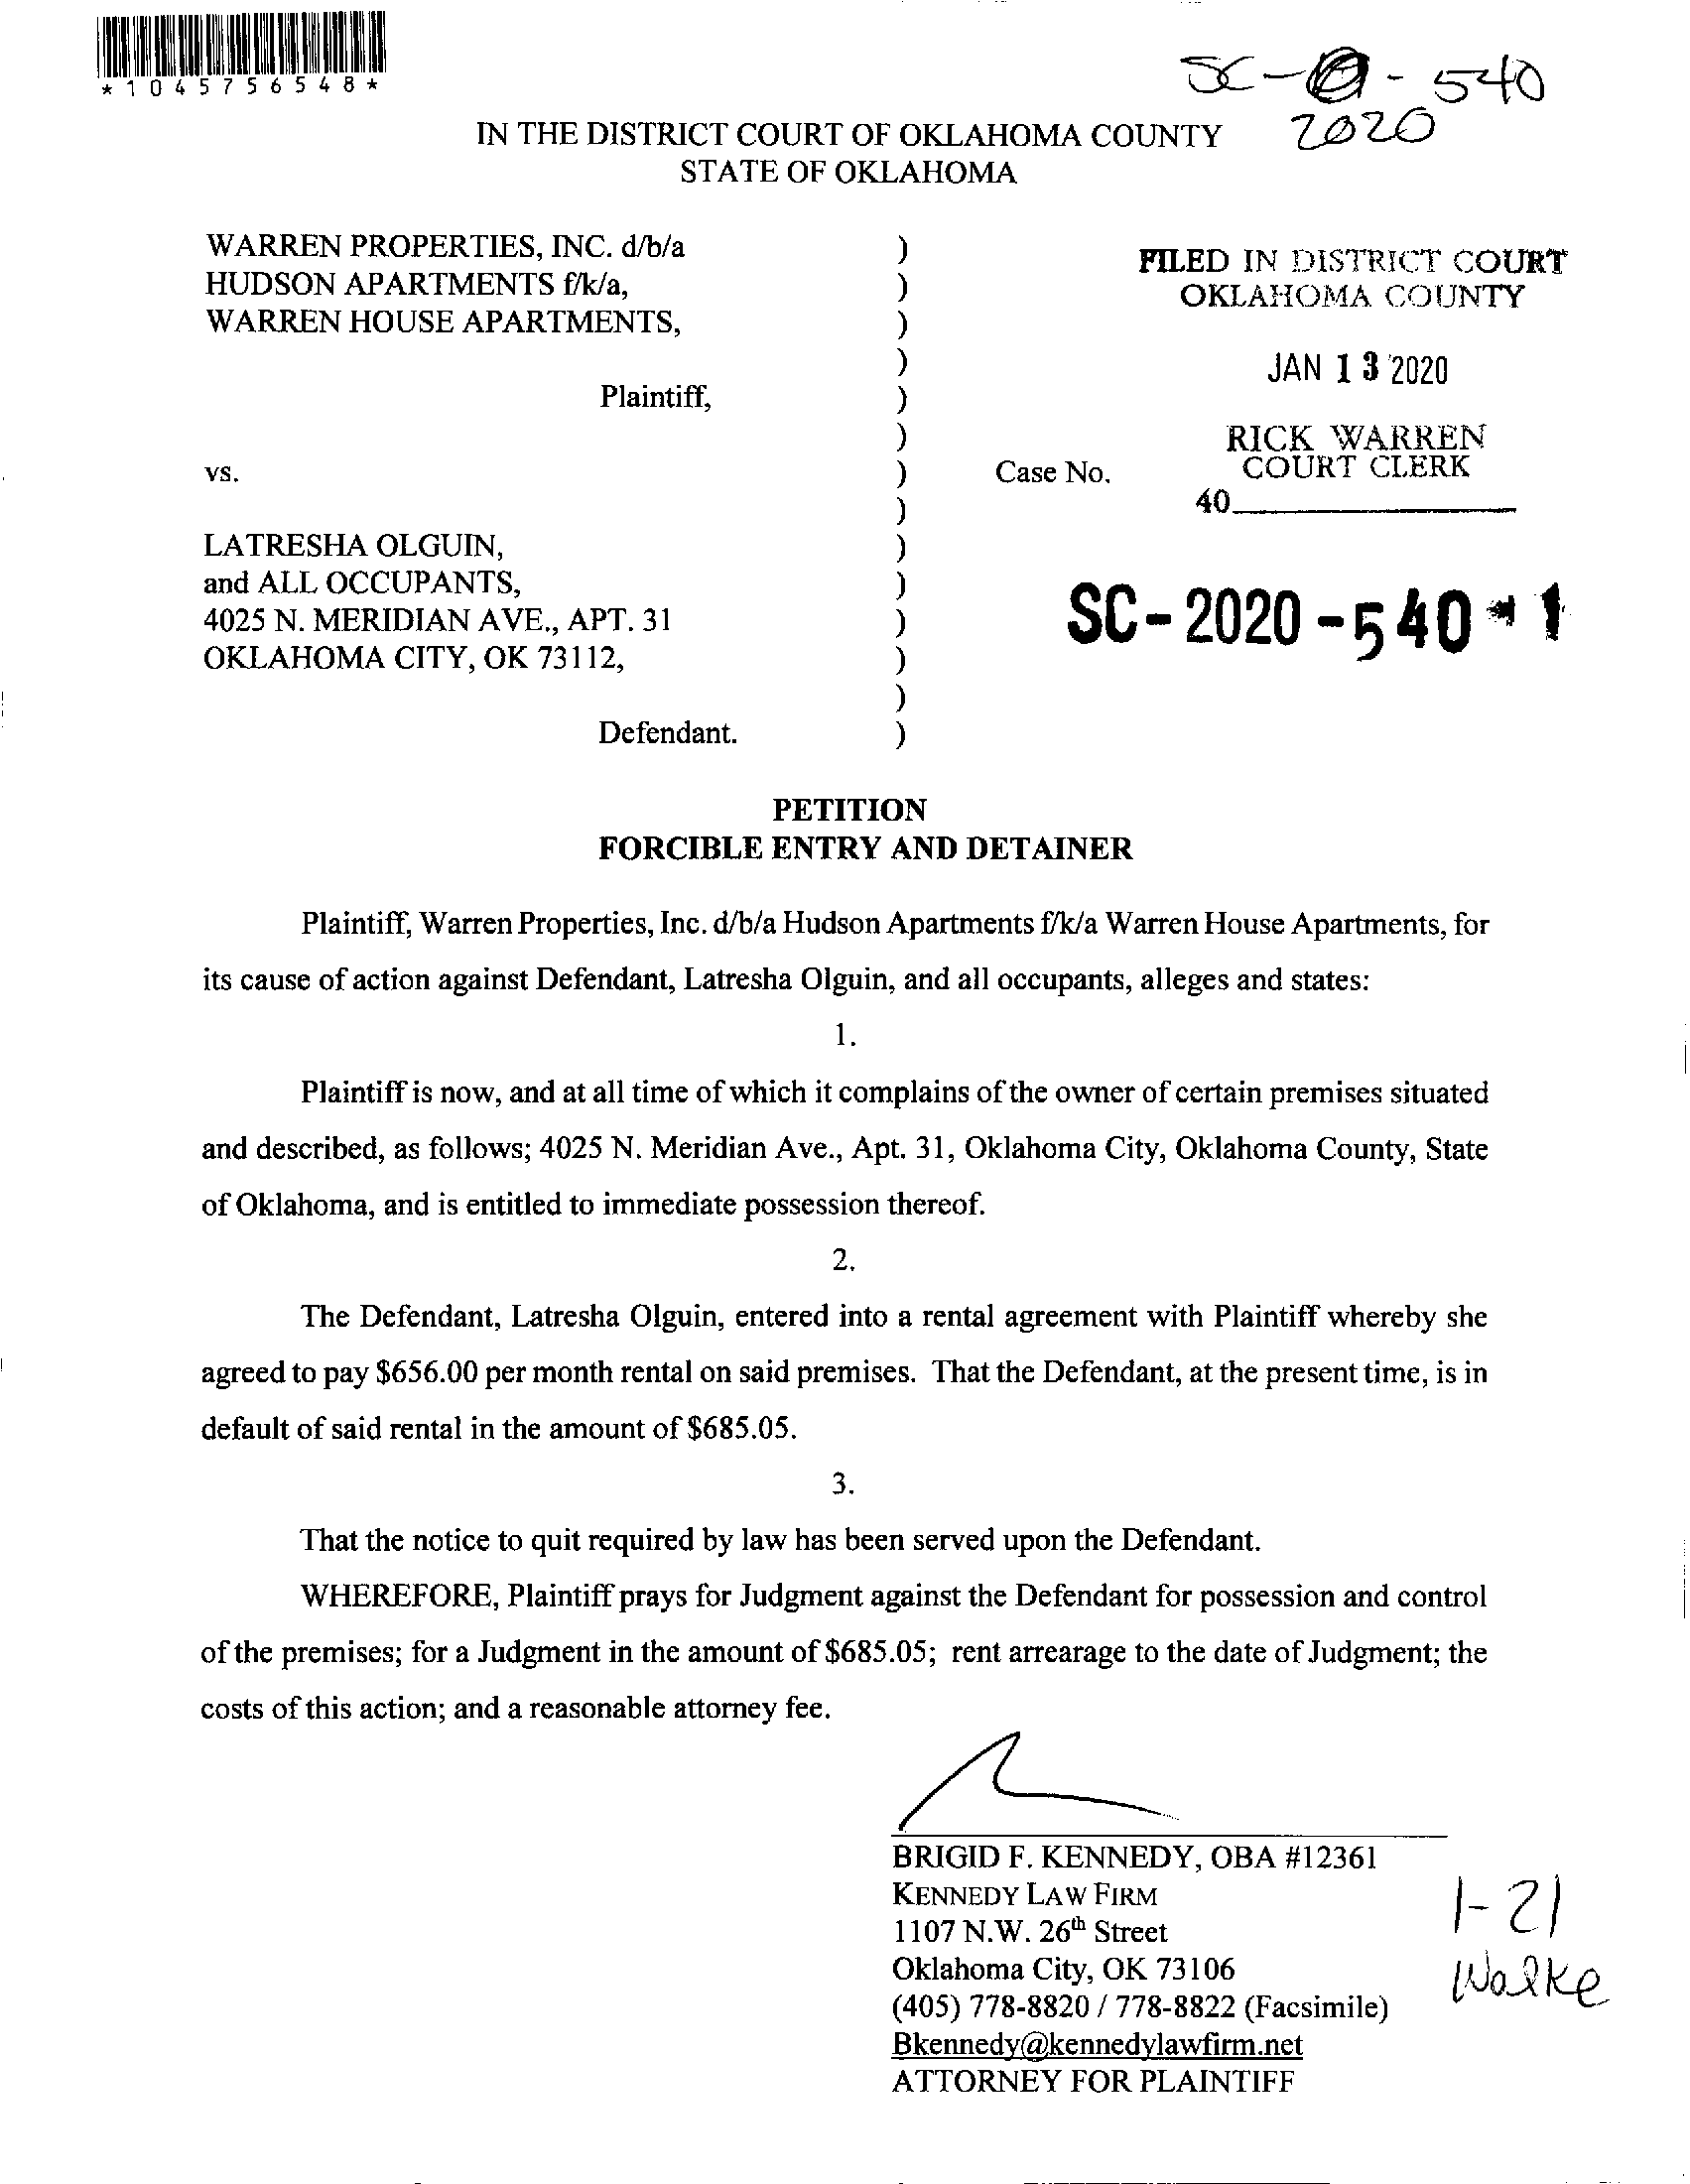 *1045756548*
SC-        - 540
2020
IN THE DISTRICT COURT OF OKLAHOMA COUNTY
STATE OF OKLAHOMA
WARREN PROPERTIES, INC. d/b/a )
HUDSON APARTMENTS f/k/a, )
WARREN HOUSE APARTMENTS, )
)
Plaintiff, )
)
vs. ) Case No.
)
LATRESHA OLGUIN, )
and ALL OCCUPANTS, )
4025 N. MERIDIAN AVE., APT. 31 )
OKLAHOMA CITY, OK 73112, )
)
Defendant. )
FILED IN DISTRICT COURT
OKLAHOMA COUNTY
JAN 13 2020
RICK WARREN
COURT CLERK
40
SC-2020-540-1
PETITION
FORCIBLE ENTRY AND DETAINER
Plaintiff, Warren Properties, Inc. d/b/a Hudson Apartments f/k/a Warren House Apartments, for
its cause of action against Defendant, Latresha Olguin, and all occupants, alleges and states:
1.
Plaintiff is now, and at all time of which it complains of the owner of certain premises situated
and described, as follows; 4025 N. Meridian Ave., Apt. 31, Oklahoma City, Oklahoma County, State
of Oklahoma, and is entitled to immediate possession thereof.
2.
The Defendant, Latresha Olguin, entered into a rental agreement with Plaintiff whereby she
agreed to pay $656.00 per month rental on said premises. That the Defendant, at the present time, is in
default of said rental in the amount of $685.05.
3.
That the notice to quit required by law has been served upon the Defendant.
WHEREFORE, Plaintiff prays for Judgment against the Defendant for possession and control
of the premises; for a Judgment in the amount of $685.05; rent arrearage to the date of Judgment; the
costs of this action; and a reasonable attorney fee.
BRIGID F. KENNEDY, OBA #12361
KENNEDY LAW FIRM
1107 N.W. 26th Street
Oklahoma City, OK 73106
(405) 778-8820 / 778-8822 (Facsimile)
Bkennedy@kennedylawfirm.net
ATTORNEY FOR PLAINTIFF
1-21
Walke